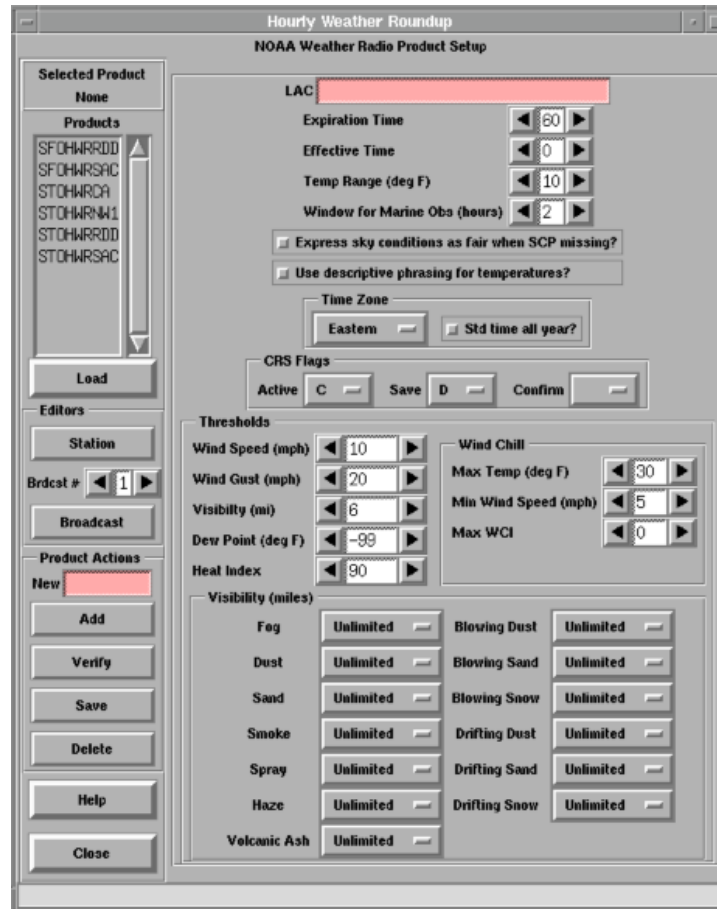 Hourly Weather Roundup
NOAA Weather Radio Product Setup
Selected Product
None
Products
SFOHWRRDD
SFOHWRSAC
STOHWRCA
STOHWRNW1
STOHWRRDD
STOHWRSAC
Load
Editors
Station
Brdcst # 1
Broadcast
Product Actions
New
Add
Verify
Save
Delete
Help
Close
LAC
Expiration Time 60
Effective Time 0
Temp Range (deg F) 10
Window for Marine Obs (hours) 2
Express sky conditions as fair when SCP missing?
Use descriptive phrasing for temperatures?
Time Zone
Eastern Std time all year?
CRS Flags
Active C Save D Confirm
Thresholds
Wind Speed (mph) 10
Wind Gust (mph) 20
Visibilty (mi) 6
Dew Point (deg F) -99
Heat Index 90
Wind Chill
Max Temp (deg F) 30
Min Wind Speed (mph) 5
Max WCI 0
Visibility (miles)
Fog Unlimited Blowing Dust Unlimited
Dust Unlimited Blowing Sand Unlimited
Sand Unlimited Blowing Snow Unlimited
Smoke Unlimited Drifting Dust Unlimited
Spray Unlimited Drifting Sand Unlimited
Haze Unlimited Drifting Snow Unlimited
Volcanic Ash Unlimited